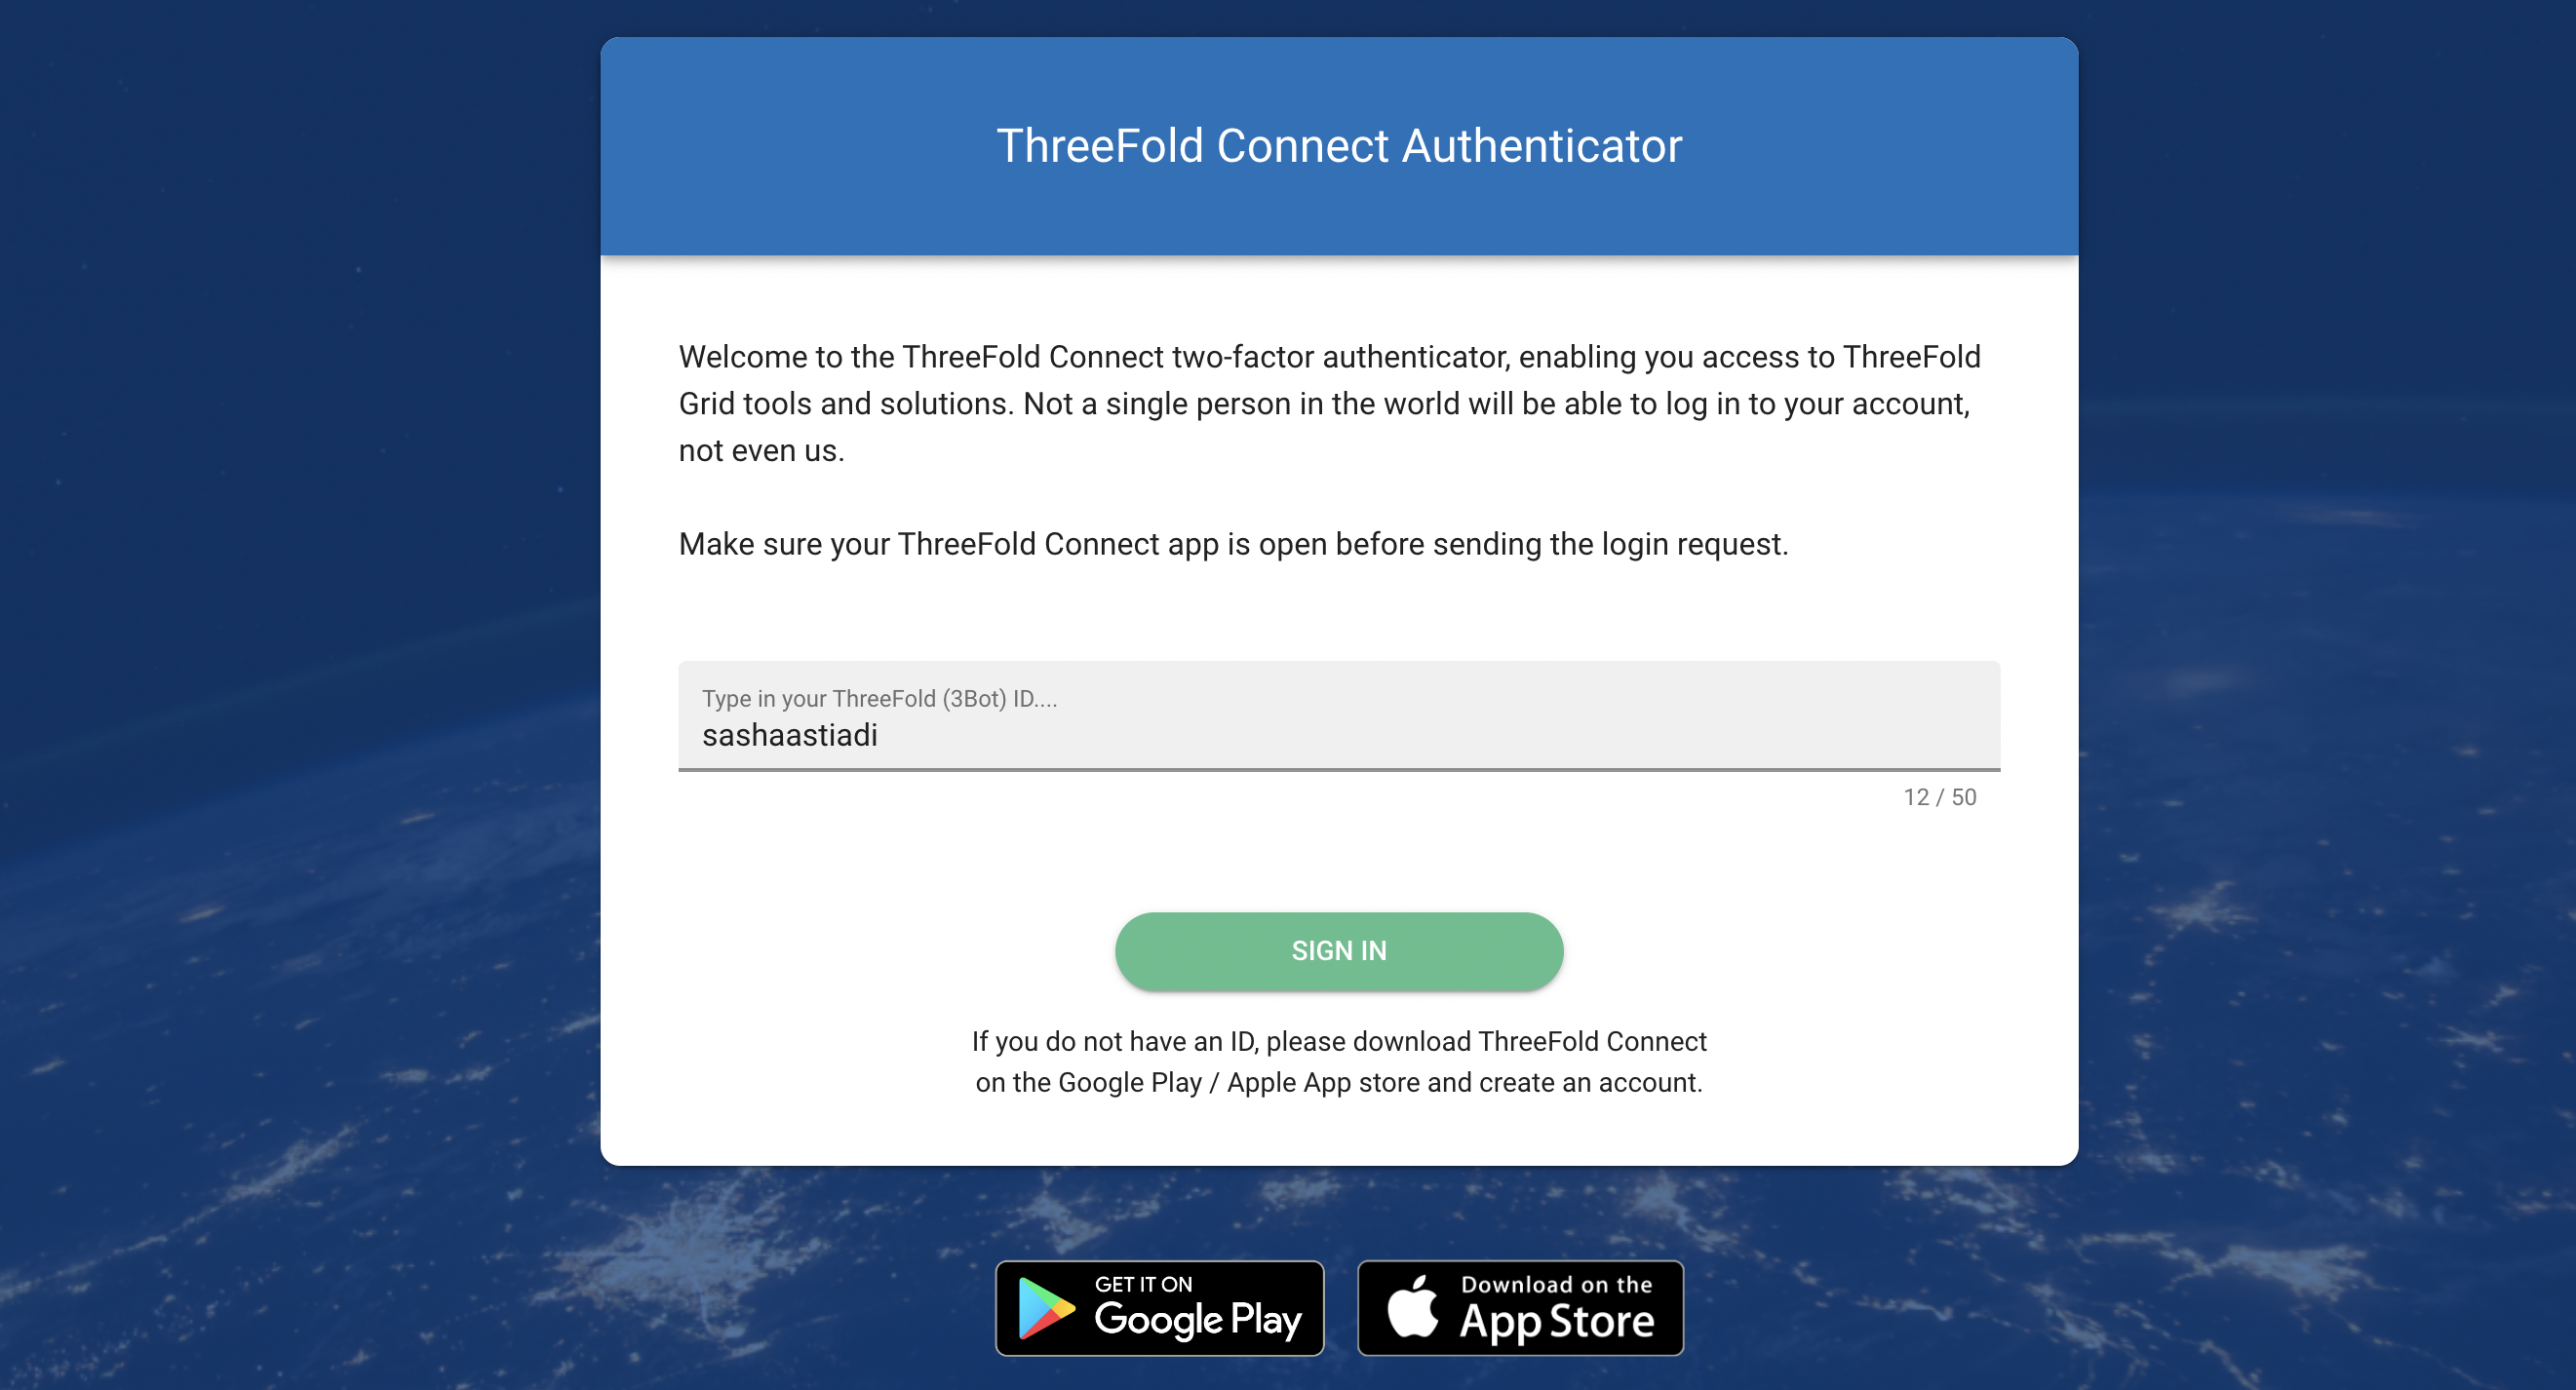 ThreeFold Connect Authenticator
Welcome to the ThreeFold Connect two-factor authenticator, enabling you access to ThreeFold
Grid tools and solutions. Not a single person in the world will be able to log in to your account,
not even us.
Make sure your ThreeFold Connect app is open before sending the login request.
Type in your ThreeFold (3Bot) ID....
sashaastiadi
12 / 50
SIGN IN
If you do not have an ID, please download ThreeFold Connect
on the Google Play / Apple App store and create an account.
GET IT ON
Google Play
Download on the
App Store